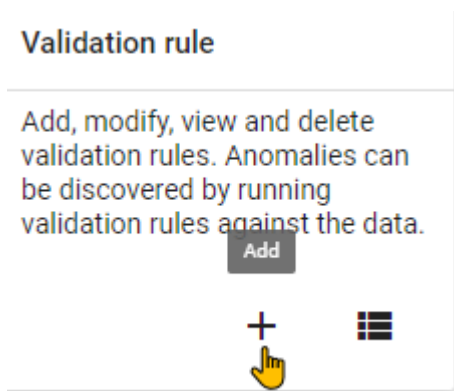 Validation rule
Add, modify, view and delete
validation rules. Anomalies can
be discovered by running
validation rules against the data.
Add